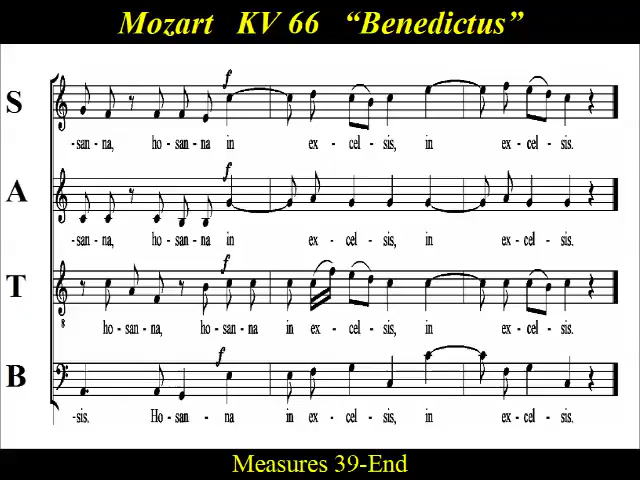 Mozart KV 66 “Benedictus”
f
S
-san-na, ho-san-na in ex-cel-sis, in ex-cel-sis.
f
A
-san-na, ho-san-na in ex-cel-sis, in ex-cel-sis.
f
T
8
ho-san-na, ho-san-na in ex-cel-sis, in ex-cel-sis.
f
B
-sis. Ho-san-na in ex-cel-sis, in ex-cel-sis.
Measures 39-End